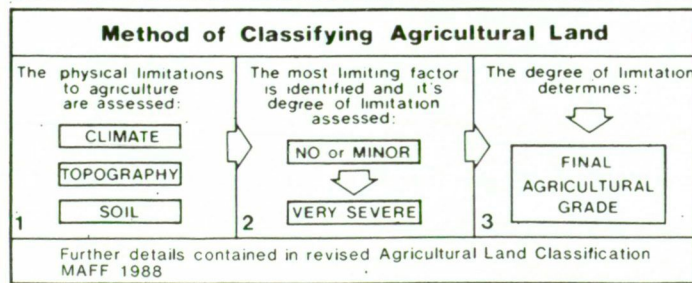 Method of Classifying Agricultural Land
The physical limitations
to agriculture
are assessed:
CLIMATE
TOPOGRAPHY
SOIL
1
The most limiting factor
is identified and it's
degree of limitation
assessed:
NO or MINOR
VERY SEVERE
2
The degree of limitation
determines:
FINAL
AGRICULTURAL
GRADE
3
Further details contained in revised Agricultural Land Classification
MAFF 1988